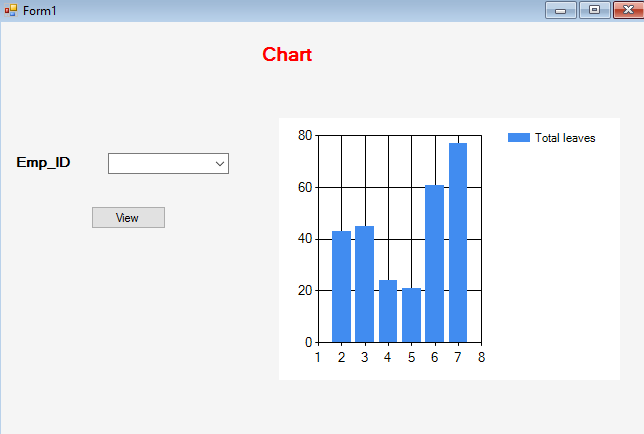 Form1
Chart
Emp_ID
View
Total leaves
80
60
40
20
0
1 2 3 4 5 6 7 8